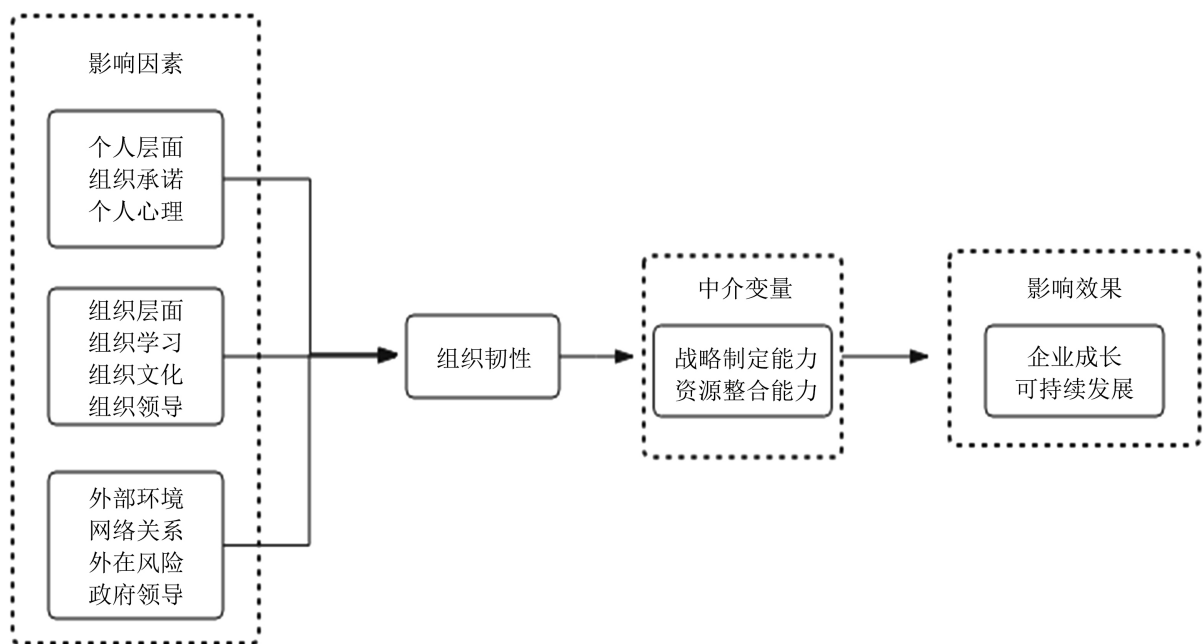 影响因素
个人层面
组织承诺
个人心理
组织层面
组织学习
组织文化
组织领导
外部环境
网络关系
外在风险
政府领导
组织韧性
中介变量
战略制定能力
资源整合能力
影响效果
企业成长
可持续发展